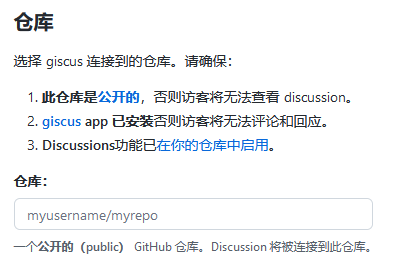 仓库
选择 giscus 连接到的仓库。请确保：
1. 此仓库是公开的，否则访客将无法查看 discussion。
2. giscus app 已安装否则访客将无法评论和回应。
3. Discussions功能已在你的仓库中启用。
仓库：
myusername/myrepo
一个公开的（public） GitHub 仓库。Discussion 将被连接到此仓库。